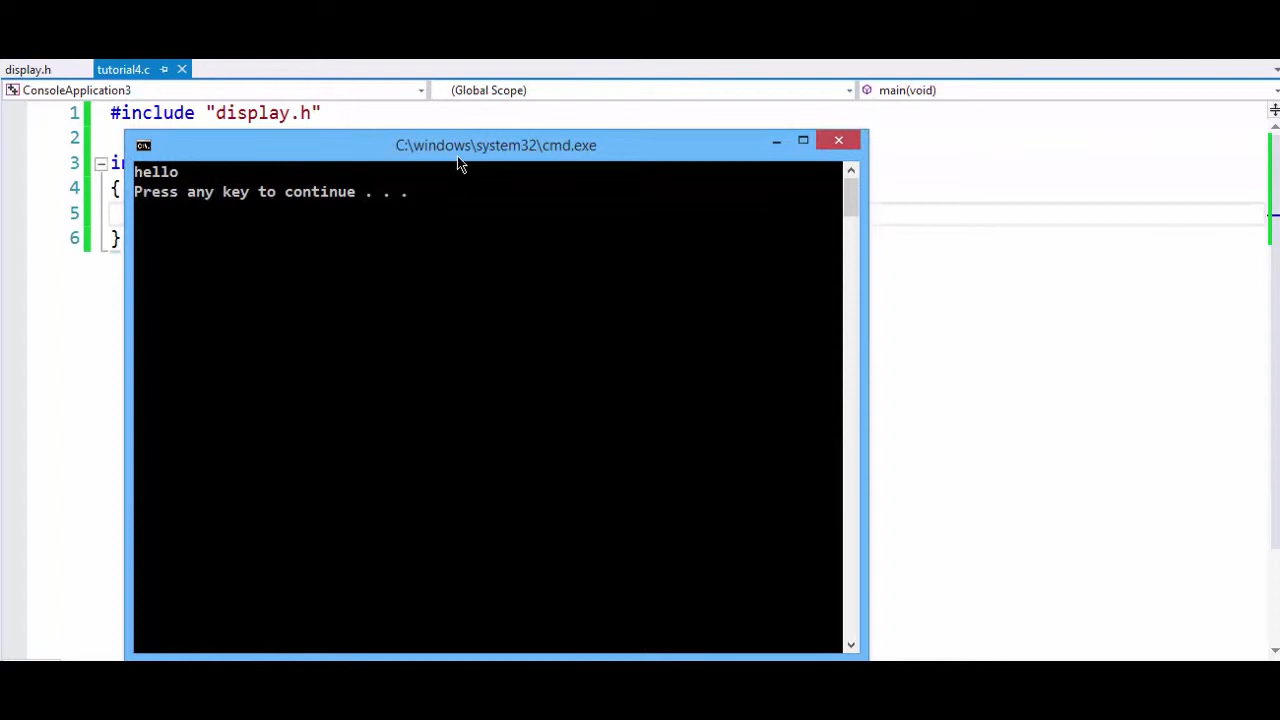 display.h
tutorial4.c
ConsoleApplication3
(Global Scope)
main(void)
1 #include "display.h"
2
3 i
4 {
5
6 }
C:\windows\system32\cmd.exe
hello
Press any key to continue . . .